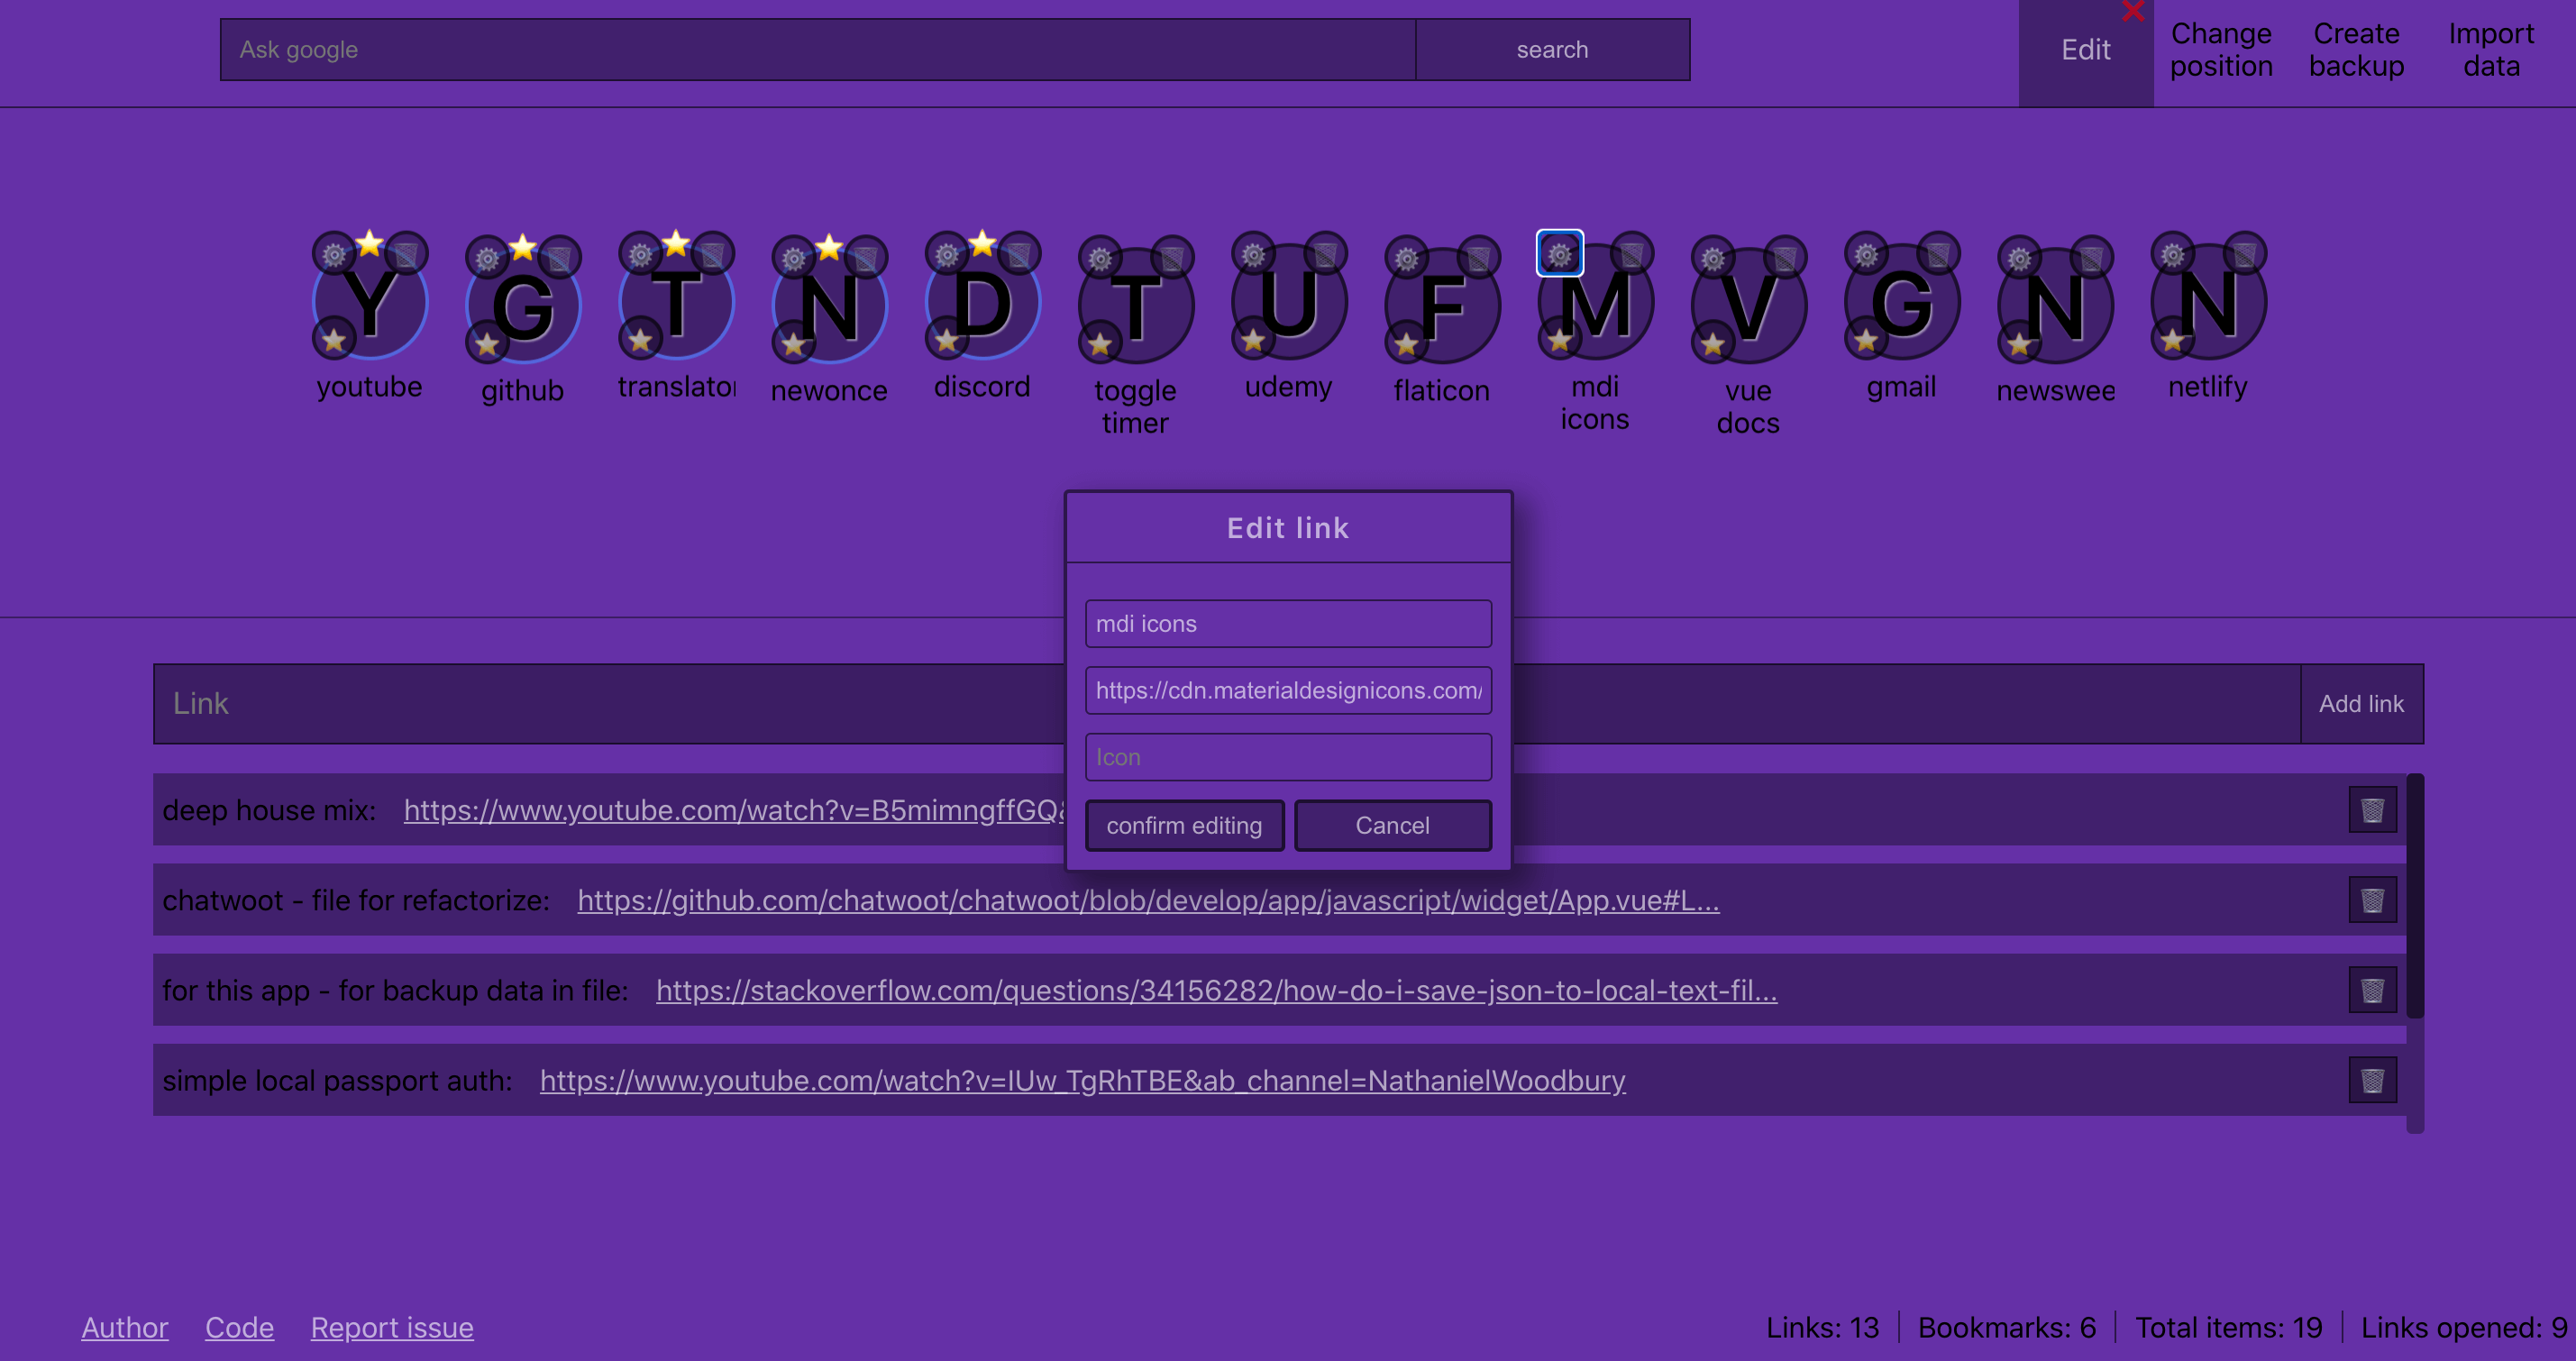 Ask google
search
Edit
Change
position
Create
backup
Import
data
Y
G
T
N
D
T
U
F
M
V
G
N
N
youtube
github
translator
newonce
discord
toggle
timer
udemy
flaticon
mdi
icons
vue
docs
gmail
newswee
netlify
Edit link
mdi icons
https://cdn.materialdesignicons.com/
Icon
confirm editing
Cancel
Link
Add link
deep house mix: https://www.youtube.com/watch?v=B5mimngffGQ&
chatwoot - file for refactorize: https://github.com/chatwoot/chatwoot/blob/develop/app/javascript/widget/App.vue#L...
for this app - for backup data in file: https://stackoverflow.com/questions/34156282/how-do-i-save-json-to-local-text-fil...
simple local passport auth: https://www.youtube.com/watch?v=IUw_TgRhTBE&ab_channel=NathanielWoodbury
Author Code Report issue
Links: 13 Bookmarks: 6 Total items: 19 Links opened: 9